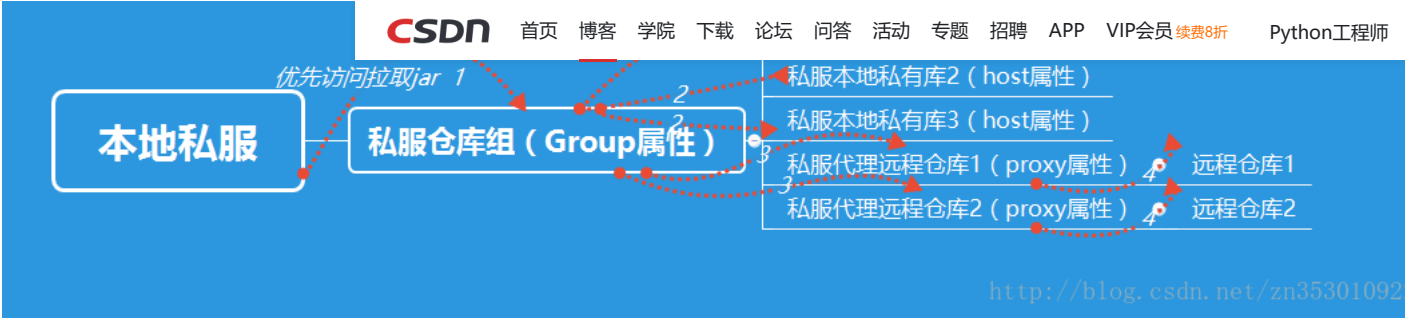 CSDN 首页 博客 学院 下载 论坛 问答 活动 专题 招聘 APP VIP会员 续费8折 Python工程师
优先访问拉取jar 1
私服本地私有库2（host属性）
2
本地私服
私服仓库组（Group属性）
2
私服本地私有库3（host属性）
3
私服代理远程仓库1（proxy属性）
4
远程仓库1
3
私服代理远程仓库2（proxy属性）
4
远程仓库2
http://blog.csdn.net/zn35301092